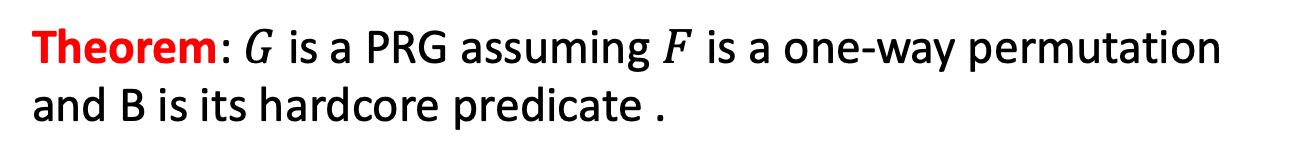 Theorem: G is a PRG assuming F is a one-way permutation
and B is its hardcore predicate .